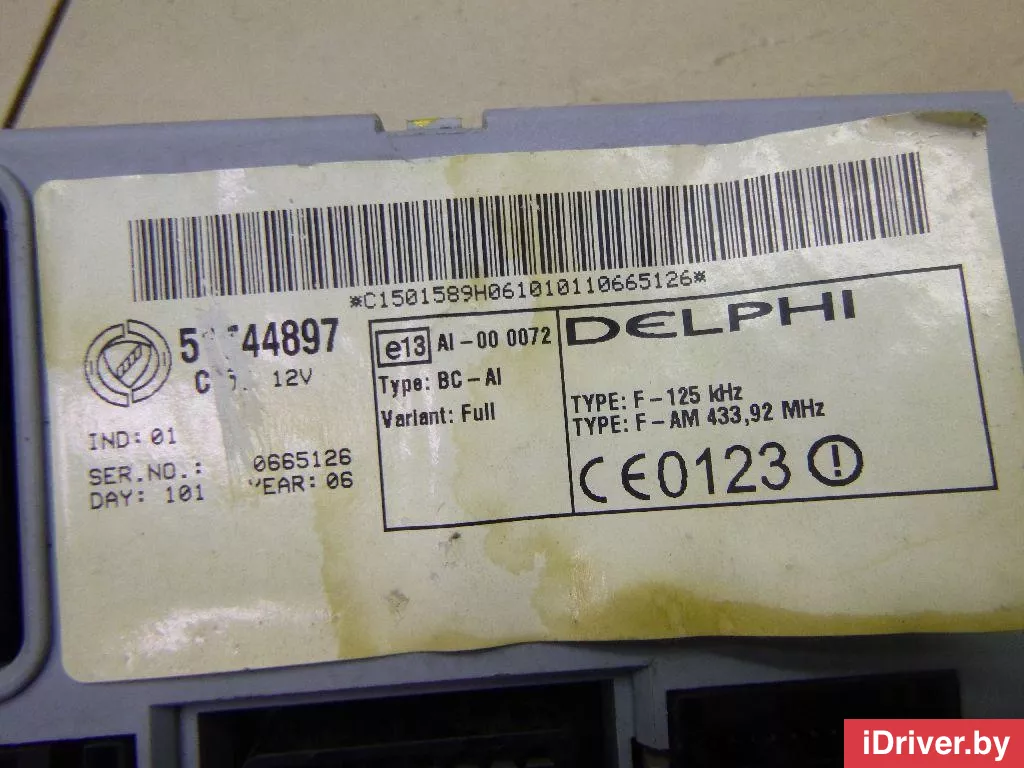 *C1501589H061010110665126*
44897
12V
IND: 01
SER.NO.: 0665126
DAY: 101 YEAR: 06
e13 AI-00 0072
Type: BC-AI
Variant: Full
DELPHI
TYPE: F-125 kHz
TYPE: F-AM 433,92 MHz
CE0123
iDriver.by